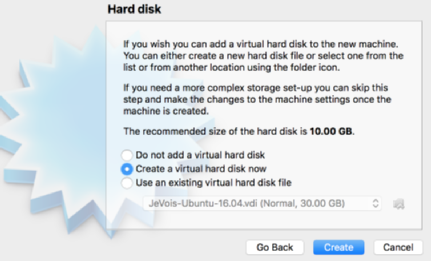 Hard disk
If you wish you can add a virtual hard disk to the new machine.
You can either create a new hard disk file or select one from the
list or from another location using the folder icon.
If you need a more complex storage set-up you can skip this
step and make the changes to the machine settings once the
machine is created.
The recommended size of the hard disk is 10.00 GB.
Do not add a virtual hard disk
Create a virtual hard disk now
Use an existing virtual hard disk file
JeVois-Ubuntu-16.04.vdi (Normal, 30.00 GB)
Go Back Create Cancel